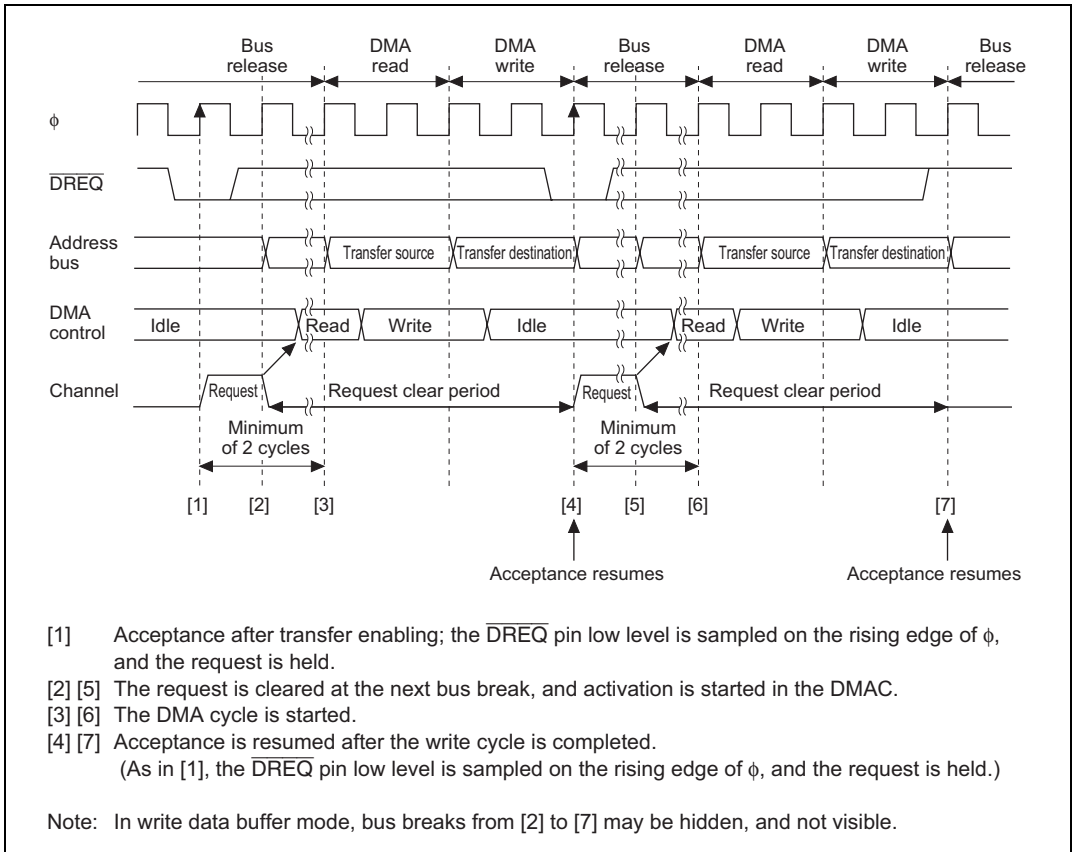 Bus release DMA read DMA write Bus release DMA read DMA write Bus release
φ
DREQ
Address bus Transfer source Transfer destination Transfer source Transfer destination
DMA control Idle Read Write Idle Read Write Idle
Channel Request Request clear period Request Request clear period
Minimum of 2 cycles Minimum of 2 cycles
[1] [2] [3] [4] [5] [6] [7]
Acceptance resumes Acceptance resumes
[1] Acceptance after transfer enabling; the DREQ pin low level is sampled on the rising edge of φ,
and the request is held.
[2] [5] The request is cleared at the next bus break, and activation is started in the DMAC.
[3] [6] The DMA cycle is started.
[4] [7] Acceptance is resumed after the write cycle is completed.
(As in [1], the DREQ pin low level is sampled on the rising edge of φ, and the request is held.)
Note: In write data buffer mode, bus breaks from [2] to [7] may be hidden, and not visible.